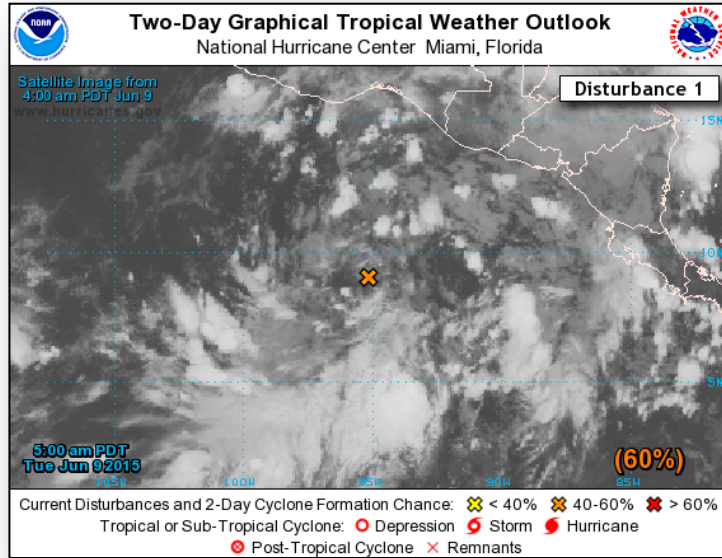 Two-Day Graphical Tropical Weather Outlook
National Hurricane Center Miami, Florida
NOAA
NATIONAL WEATHER SERVICE
Satellite Image from
4:00 am PDT Jun 9
www.hurricanes.gov
Disturbance 1
15N
10N
5N
5:00 am PDT
Tue Jun 9 2015
(60%)
105W 100W 95W 90W 85W
Current Disturbances and 2-Day Cyclone Formation Chance: < 40% 40-60% > 60%
Tropical or Sub-Tropical Cyclone: Depression Storm Hurricane
Post-Tropical Cyclone Remnants